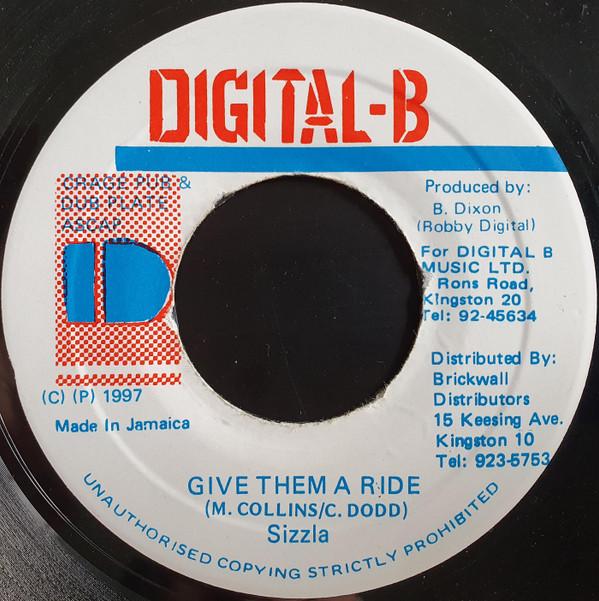 DIGITAL-B
GRAGE PUB &
DUB PLATE
ASCAP
Produced by:
B. Dixon
(Robby Digital)
For DIGITAL B
MUSIC LTD.
Rons Road,
Kingston 20
Tel: 92-45634
(C) (P) 1997
Made In Jamaica
Distributed By:
Brickwall
Distributors
15 Keesing Ave.
Kingston 10
Tel: 923-5753
GIVE THEM A RIDE
(M. COLLINS/C. DODD)
Sizzla
UNAUTHORISED COPYING STRICTLY PROHIBITED